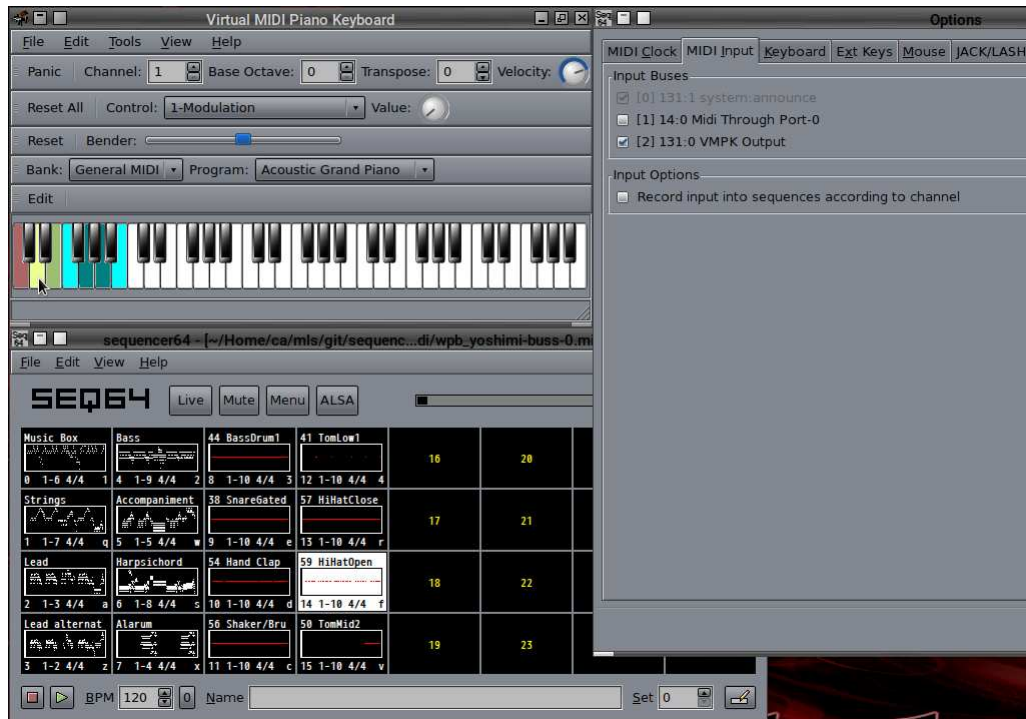 Virtual MIDI Piano Keyboard
File Edit Tools View Help
Panic Channel: 1 Base Octave: 0 Transpose: 0 Velocity:
Reset All Control: 1-Modulation Value:
Reset Bender:
Bank: General MIDI Program: Acoustic Grand Piano
Edit
Seq 64
sequencer64 - [~/Home/ca/mls/git/sequenc...di/wpb_yoshimi-buss-0.mi
File Edit View Help
SEQ64 Live Mute Menu ALSA
Music Box Bass 44 BassDrum1 41 TomLow1
16 20
0 1-6 4/4 1 4 1-9 4/4 2 8 1-10 4/4 3 12 1-10 4/4 4
Strings Accompaniment 38 SnareGated 57 HiHatClose
17 21
1 1-7 4/4 q 5 1-5 4/4 w 9 1-10 4/4 e 13 1-10 4/4 r
Lead Harpsichord 54 Hand Clap 59 HiHatOpen
18 22
2 1-3 4/4 a 6 1-8 4/4 s 10 1-10 4/4 d 14 1-10 4/4 f
Lead alternat Alarum 56 Shaker/Bru 50 TomMid2
19 23
3 1-2 4/4 z 7 1-4 4/4 x 11 1-10 4/4 c 15 1-10 4/4 v
BPM 120 0 Name Set 0
Seq 64
Options
MIDI Clock MIDI Input Keyboard Ext Keys Mouse JACK/LASH
Input Buses
[0] 131:1 system:announce
[1] 14:0 Midi Through Port-0
[2] 131:0 VMPK Output
Input Options
Record input into sequences according to channel